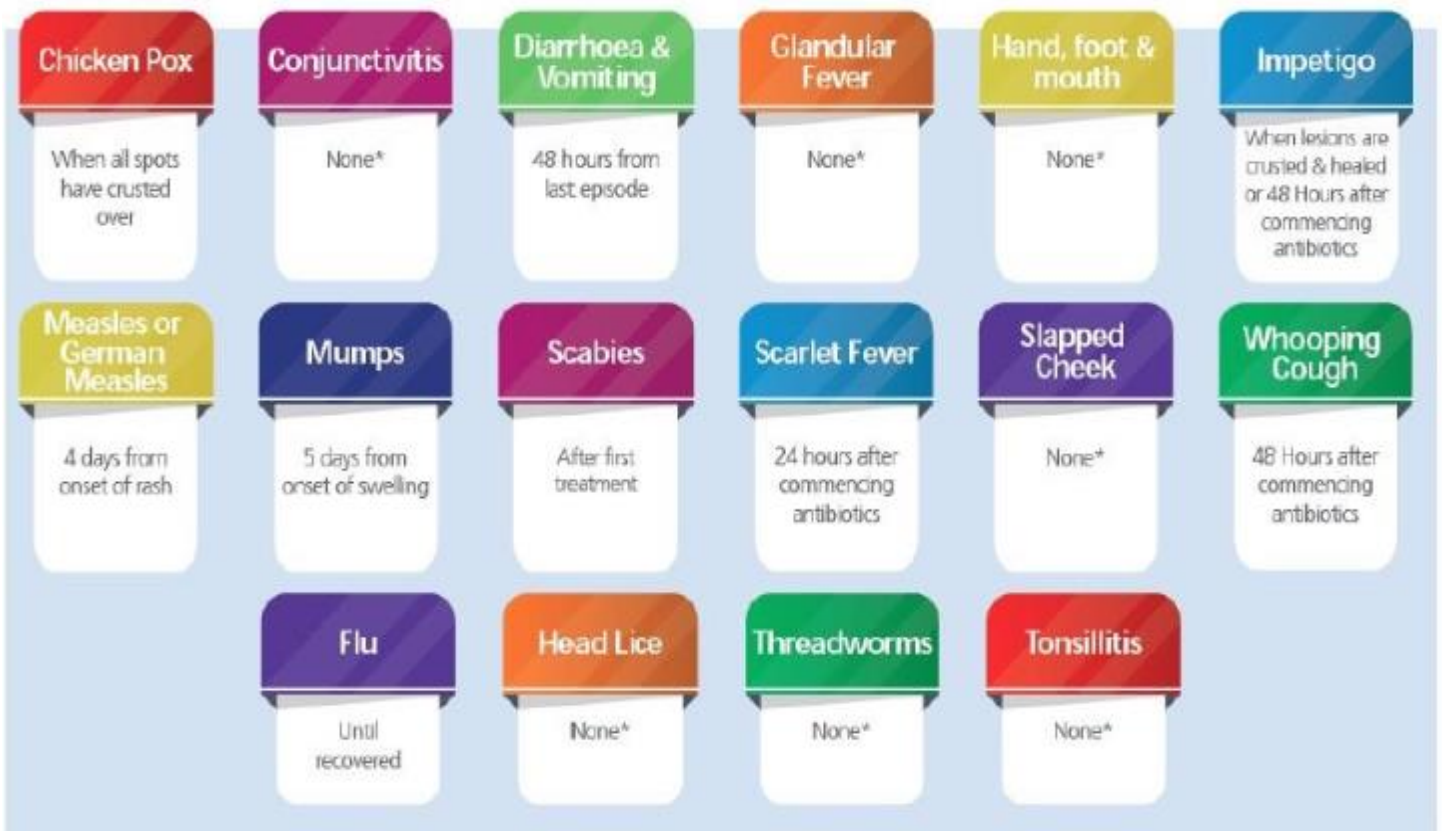 Chicken Pox
When all spots
have crusted
over
Conjunctivitis
None*
Diarrhoea &
Vomiting
48 hours from
last episode
Glandular
Fever
None*
Hand, foot &
mouth
None*
Impetigo
When lesions are
crusted & healed
or 48 Hours after
commencing
antibiotics
Measles or
German
Measles
4 days from
onset of rash
Mumps
5 days from
onset of swelling
Scabies
After first
treatment
Scarlet Fever
24 hours after
commencing
antibiotics
Slapped
Cheek
None*
Whooping
Cough
48 Hours after
commencing
antibiotics
Flu
Until
recovered
Head Lice
None*
Threadworms
None*
Tonsillitis
None*